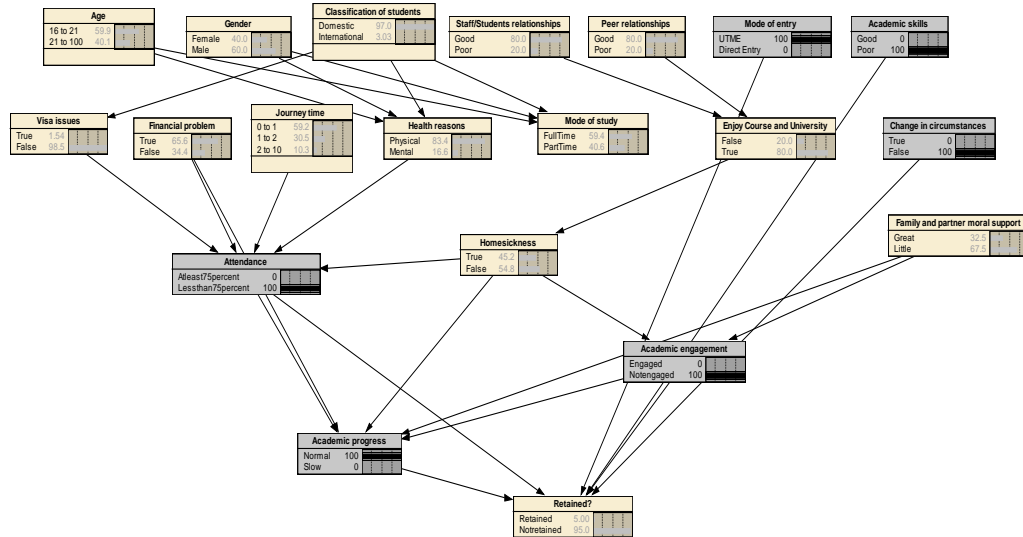 Age
16 to 21 59.9
21 to 100 40.1
Gender
Female 40.0
Male 60.0
Classification of students
Domestic 97.0
International 3.03
Staff/Students relationships
Good 80.0
Poor 20.0
Peer relationships
Good 80.0
Poor 20.0
Mode of entry
UTME 100
Direct Entry 0
Academic skills
Good 0
Poor 100
Visa issues
True 1.54
False 98.5
Financial problem
True 65.6
False 34.4
Journey time
0 to 1 59.2
1 to 2 30.5
2 to 10 10.3
Health reasons
Physical 83.4
Mental 16.6
Mode of study
FullTime 59.4
PartTime 40.6
Enjoy Course and University
False 20.0
True 80.0
Change in circumstances
True 0
False 100
Family and partner moral support
Great 32.5
Little 67.5
Homesickness
True 45.2
False 54.8
Attendance
Atleast75percent 0
Lessthan75percent 100
Academic engagement
Engaged 0
Notengaged 100
Academic progress
Normal 100
Slow 0
Retained?
Retained 5.00
Notretained 95.0